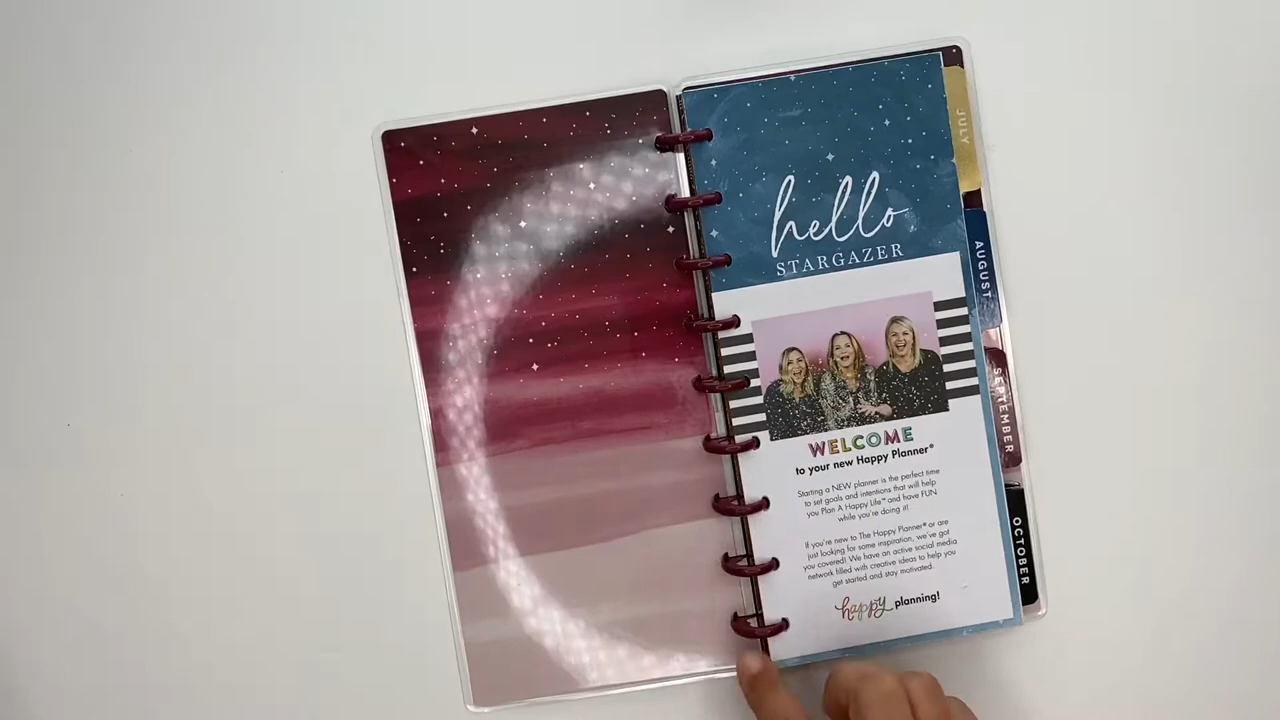 hello
STARGAZER
WELCOME
to your new Happy Planner®
Starting a NEW planner is the perfect time
to set goals and intentions that will help
you Plan A Happy Life™ and have FUN
while you're doing it!
If you're new to The Happy Planner® or are
just looking for some inspiration, we've got
you covered! We have an active social media
network filled with creative ideas to help you
get started and stay motivated.
happy planning!
JULY
AUGUST
SEPTEMBER
OCTOBER